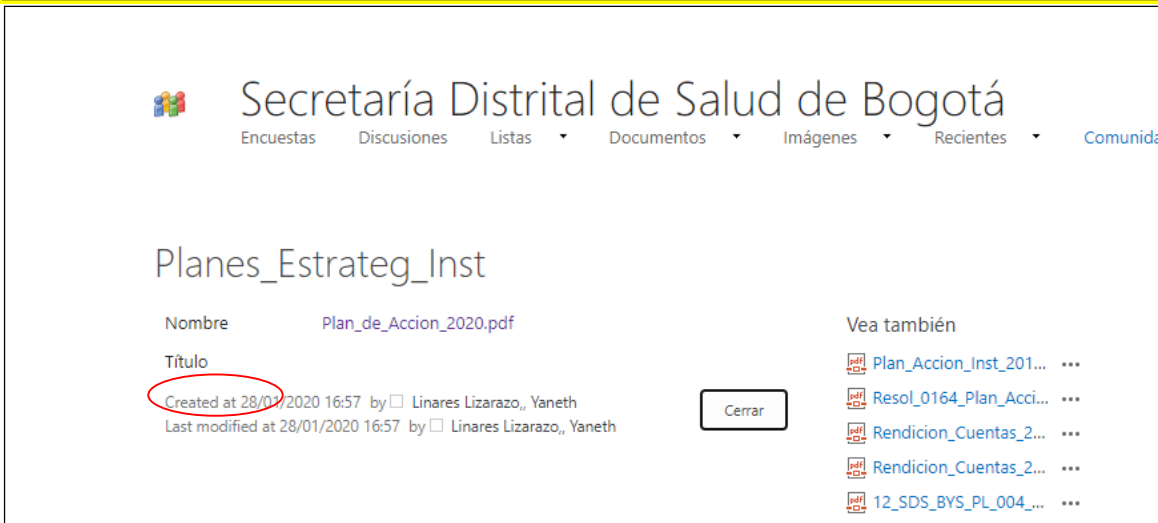 Secretaría Distrital de Salud de Bogotá
Encuestas Discusiones Listas Documentos Imágenes Recientes Comunida
Planes_Estrateg_Inst
Nombre Plan_de_Accion_2020.pdf
Título
Created at 28/01/2020 16:57 by Linares Lizarazo,, Yaneth
Last modified at 28/01/2020 16:57 by Linares Lizarazo,, Yaneth
Cerrar
Vea también
Plan_Accion_Inst_201... •••
Resol_0164_Plan_Acci... •••
Rendicion_Cuentas_2... •••
Rendicion_Cuentas_2... •••
12_SDS_BYS_PL_004_... •••